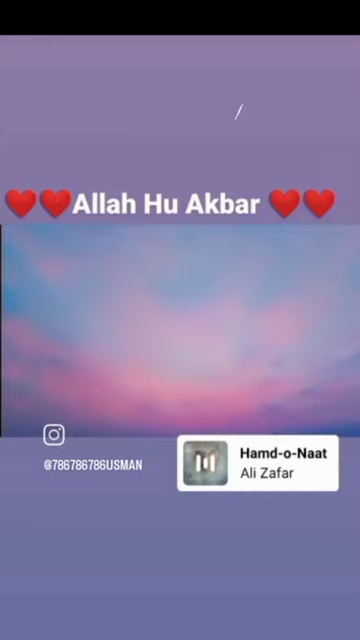 /
❤️❤️Allah Hu Akbar ❤️❤️
@786786786USMAN
Hamd-o-Naat
Ali Zafar